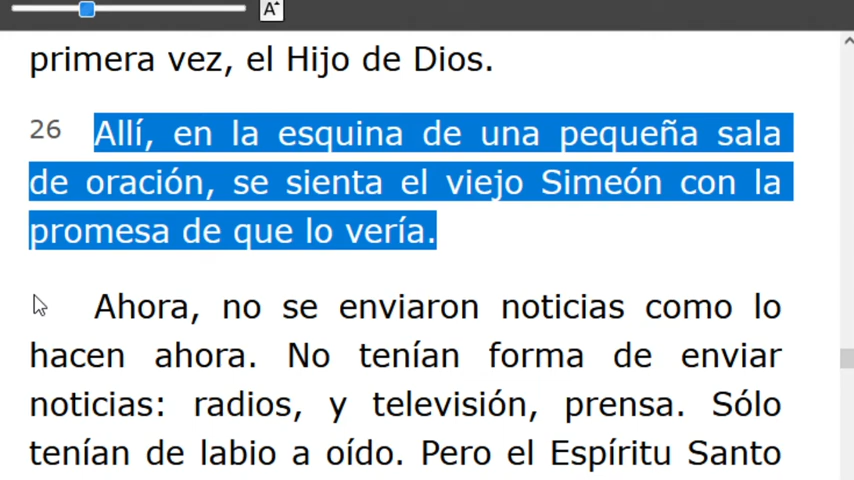 A
primera vez, el Hijo de Dios.
26 Allí, en la esquina de una pequeña sala
de oración, se sienta el viejo Simeón con la
promesa de que lo vería.
Ahora, no se enviaron noticias como lo
hacen ahora. No tenían forma de enviar
noticias: radios, y televisión, prensa. Sólo
tenían de labio a oído. Pero el Espíritu Santo